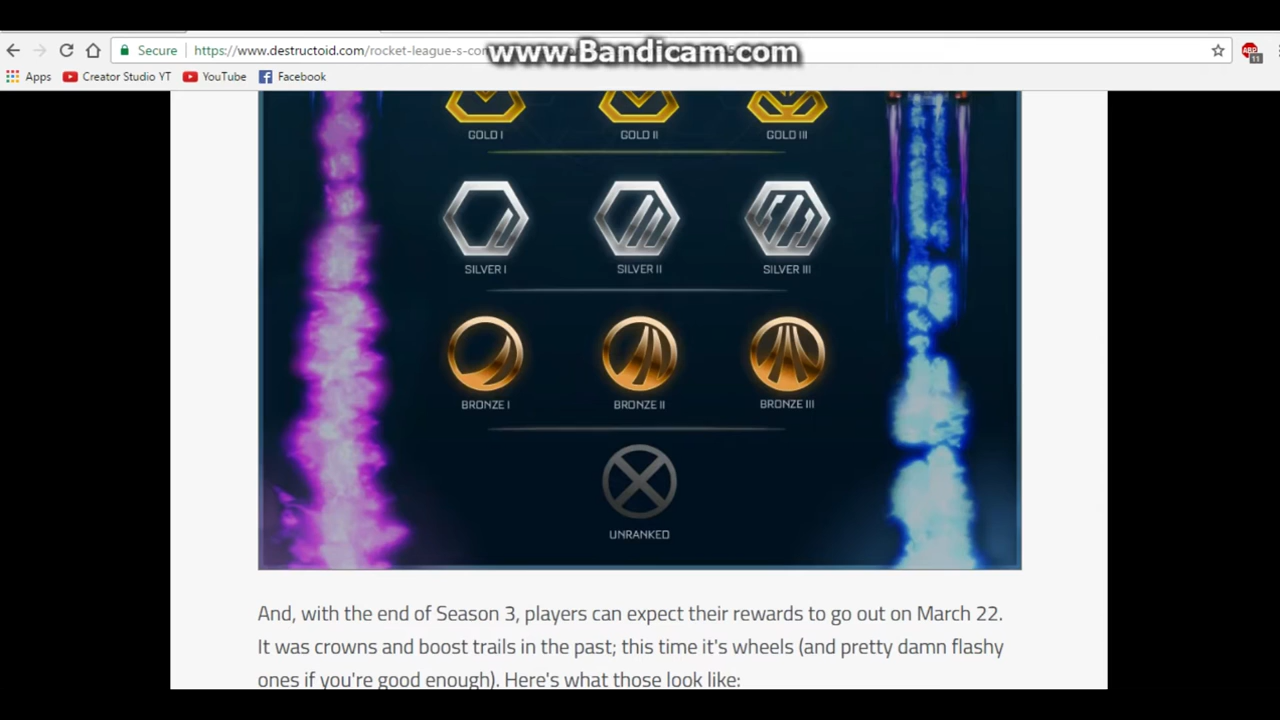 Secure https://www.destructoid.com/rocket-league-s-co
www.Bandicam.com
ABP
11
Apps Creator Studio YT YouTube Facebook
GOLD I GOLD II GOLD III
SILVER I SILVER II SILVER III
BRONZE I BRONZE II BRONZE III
UNRANKED
And, with the end of Season 3, players can expect their rewards to go out on March 22.
It was crowns and boost trails in the past; this time it's wheels (and pretty damn flashy
ones if you're good enough). Here's what those look like: